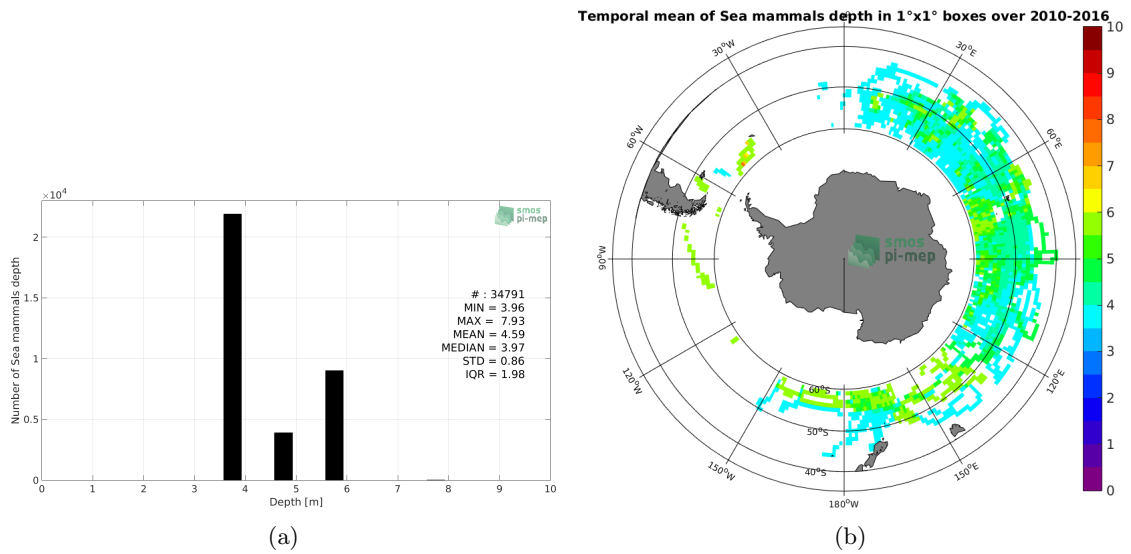 Temporal mean of Sea mammals depth in 1°x1° boxes over 2010-2016
×10⁴
smos
pi-mep
# : 34791
MIN = 3.96
MAX = 7.93
MEAN = 4.59
MEDIAN = 3.97
STD = 0.86
IQR = 1.98
Number of Sea mammals depth
2
1.5
1
0.5
0
0 1 2 3 4 5 6 7 8 9 10
Depth [m]
(a)
0°
30°W
30°E
60°W
60°E
90°W
smos
pi-mep
120°W
120°E
60°S
50°S
40°S
150°W
150°E
180°W
10
9
8
7
6
5
4
3
2
1
0
(b)